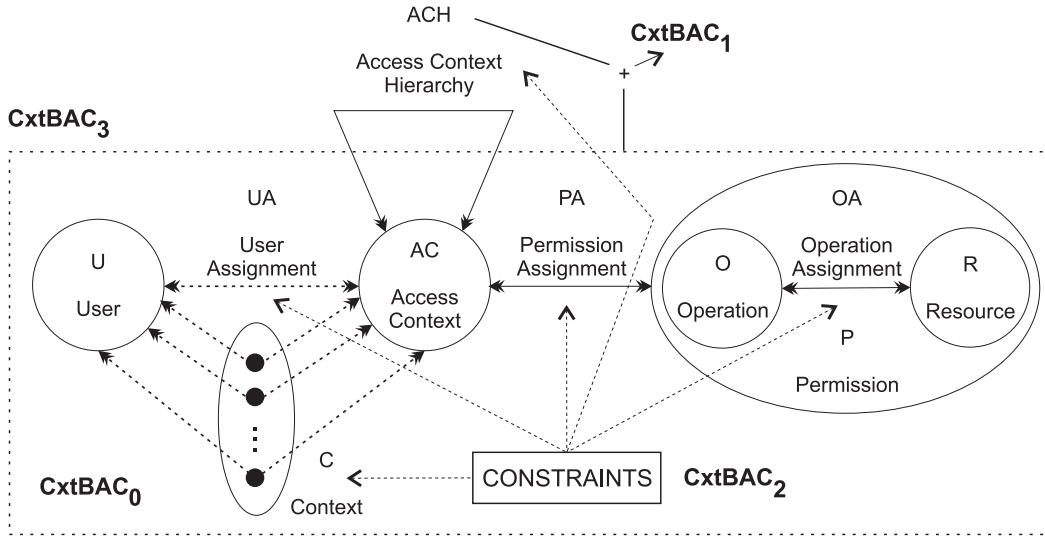 ACH
CxtBAC1
Access Context
Hierarchy
+
CxtBAC3
UA
PA
OA
User
Assignment
AC
Permission
Assignment
Operation
Assignment
U
O
R
User
Access
Context
Operation
Resource
P
Permission
C
Context
CxtBAC0
CONSTRAINTS
CxtBAC2